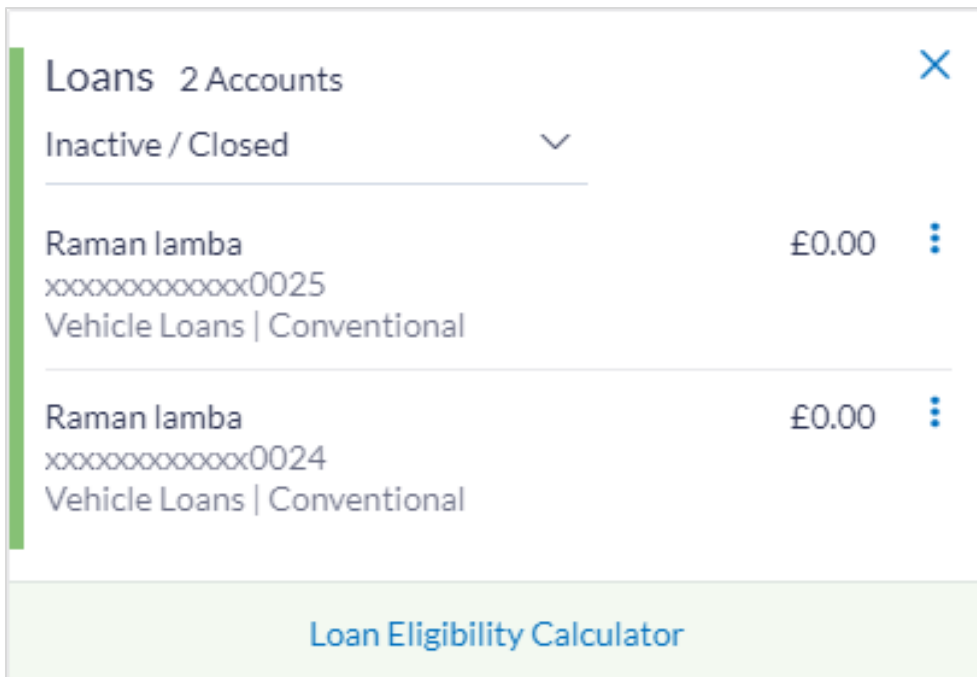 Loans 2 Accounts
Inactive / Closed
Raman lamba £0.00
xxxxxxxxxxxx0025
Vehicle Loans | Conventional
Raman lamba £0.00
xxxxxxxxxxxx0024
Vehicle Loans | Conventional
Loan Eligibility Calculator